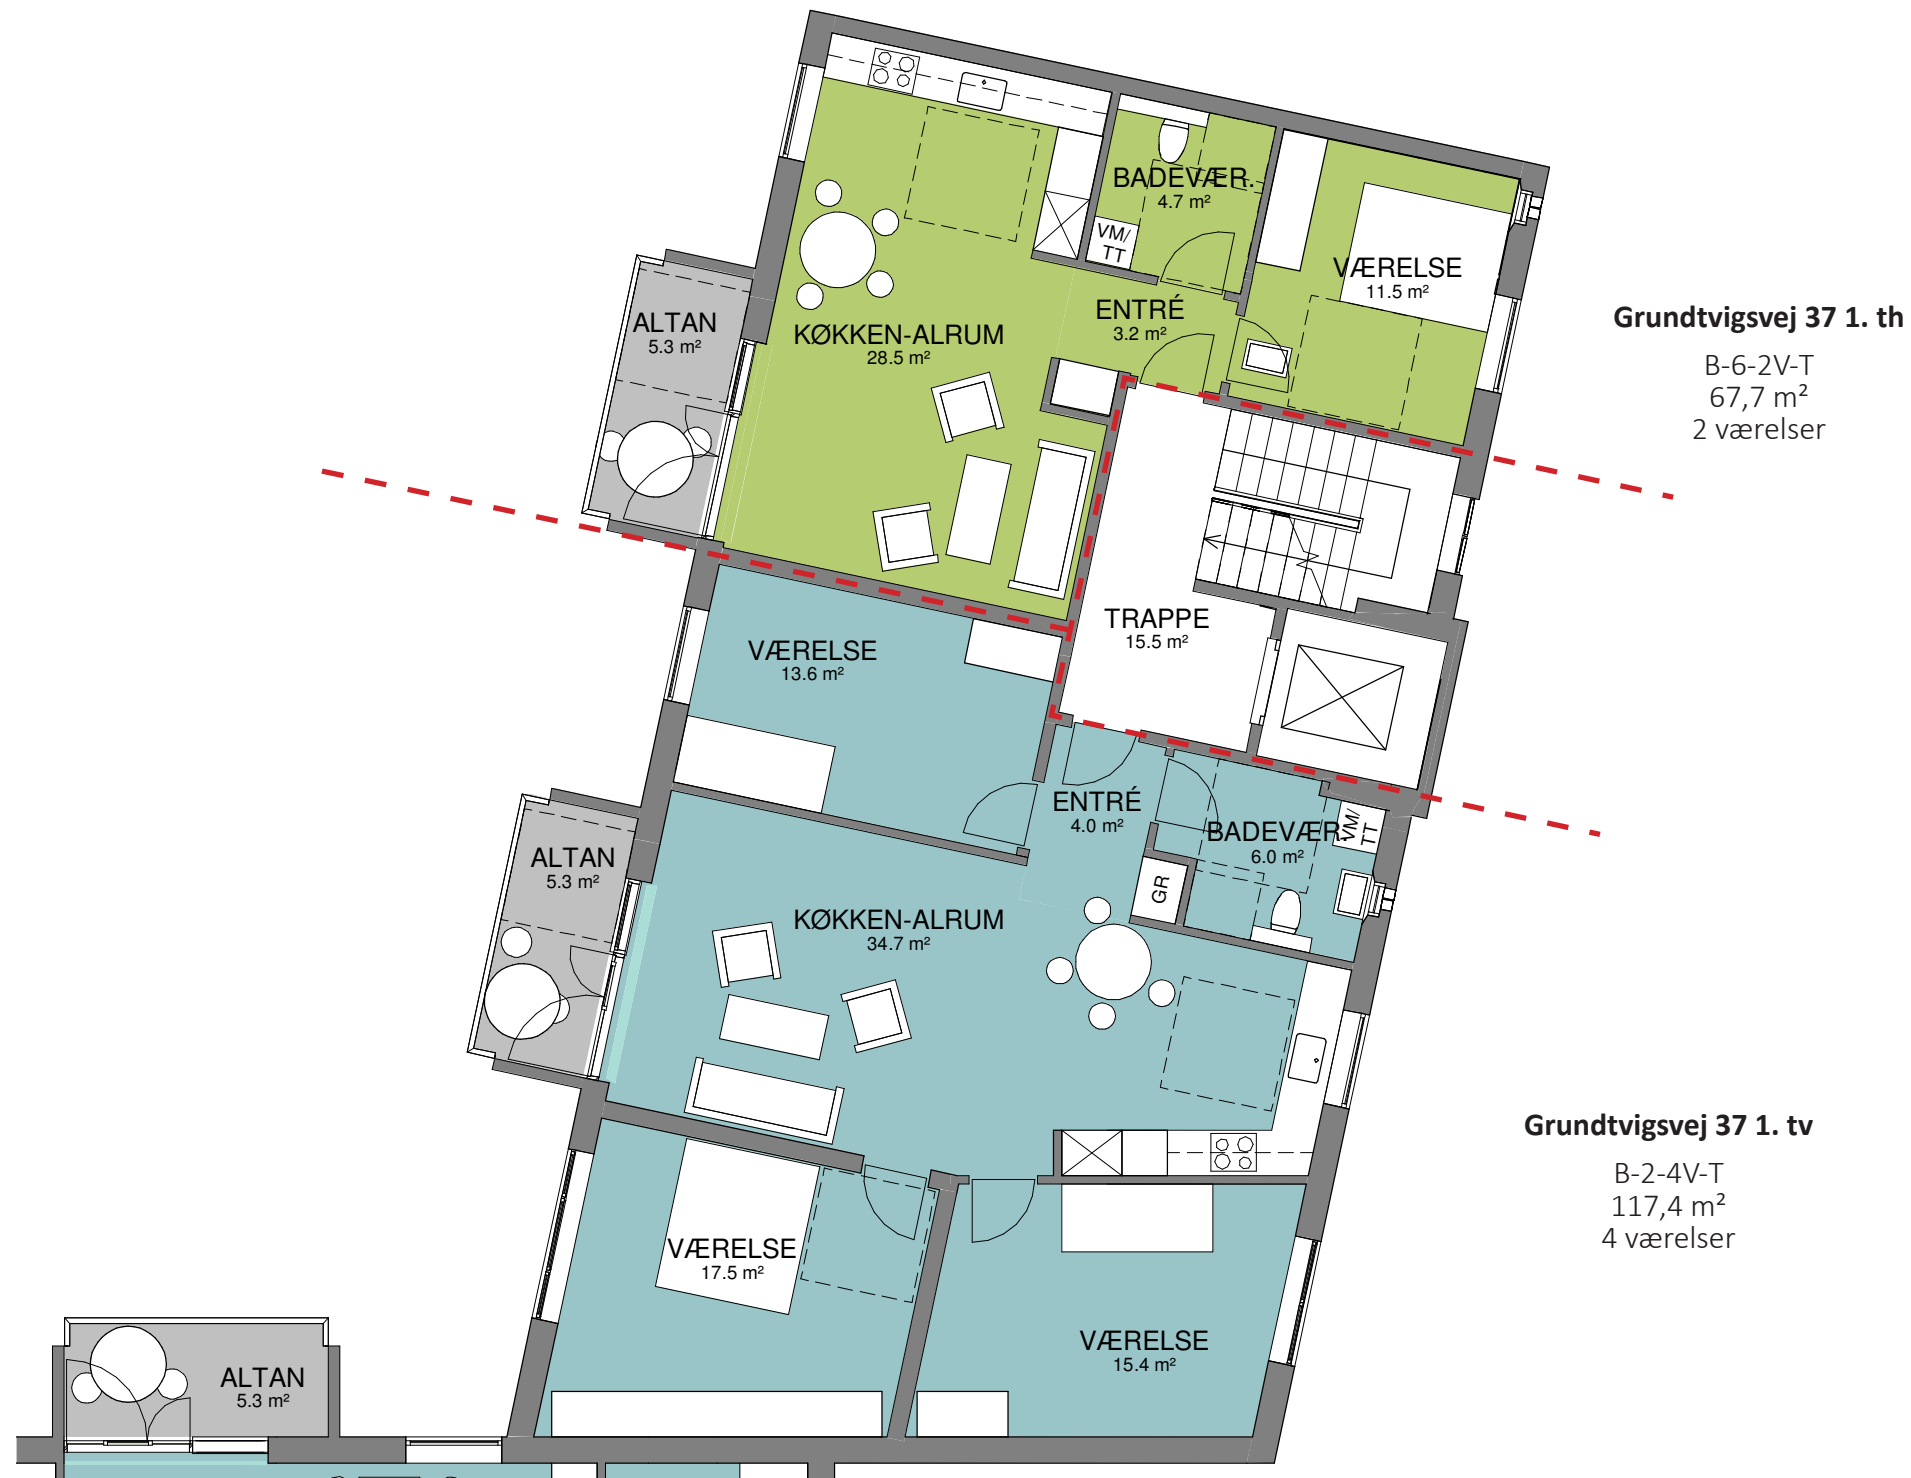 BADEVÆR.
4.7 m²
VM/
TT
VÆRELSE
11.5 m²
ENTRÉ
3.2 m²
ALTAN
5.3 m²
KØKKEN-ALRUM
28.5 m²
Grundtvigsvej 37 1. th
B-6-2V-T
67,7 m²
2 værelser
TRAPPE
15.5 m²
VÆRELSE
13.6 m²
ENTRÉ
4.0 m²
BADEVÆR.
6.0 m²
VM/
TT
GR
ALTAN
5.3 m²
KØKKEN-ALRUM
34.7 m²
Grundtvigsvej 37 1. tv
B-2-4V-T
117,4 m²
4 værelser
VÆRELSE
17.5 m²
VÆRELSE
15.4 m²
ALTAN
5.3 m²